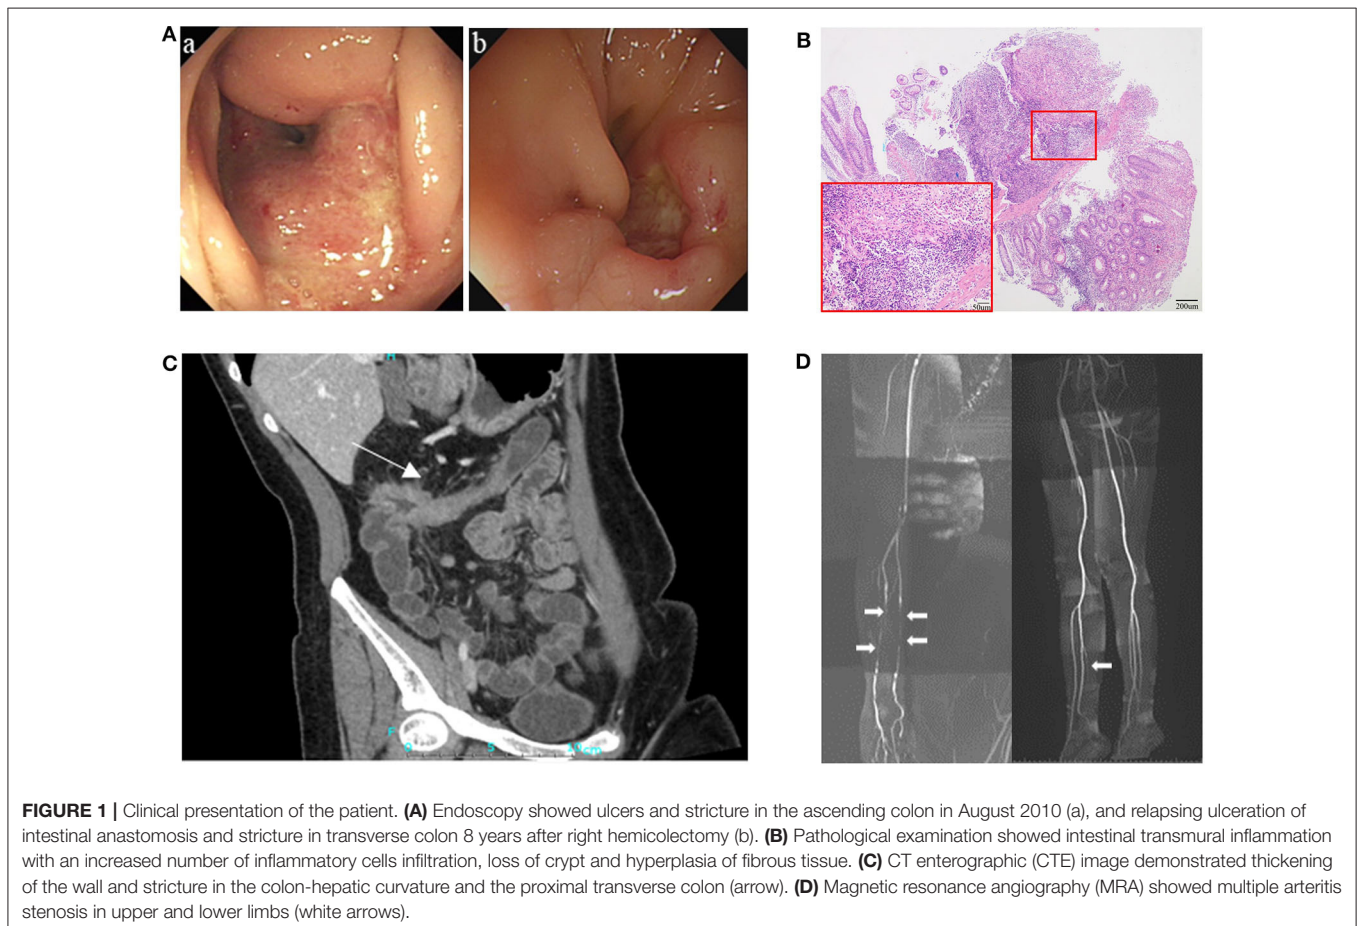 A
a
b
B
50um
200um
C
H
F
0
5
10cm
D
FIGURE 1 | Clinical presentation of the patient. (A) Endoscopy showed ulcers and stricture in the ascending colon in August 2010 (a), and relapsing ulceration of
intestinal anastomosis and stricture in transverse colon 8 years after right hemicolectomy (b). (B) Pathological examination showed intestinal transmural inflammation
with an increased number of inflammatory cells infiltration, loss of crypt and hyperplasia of fibrous tissue. (C) CT enterographic (CTE) image demonstrated thickening
of the wall and stricture in the colon-hepatic curvature and the proximal transverse colon (arrow). (D) Magnetic resonance angiography (MRA) showed multiple arteritis
stenosis in upper and lower limbs (white arrows).